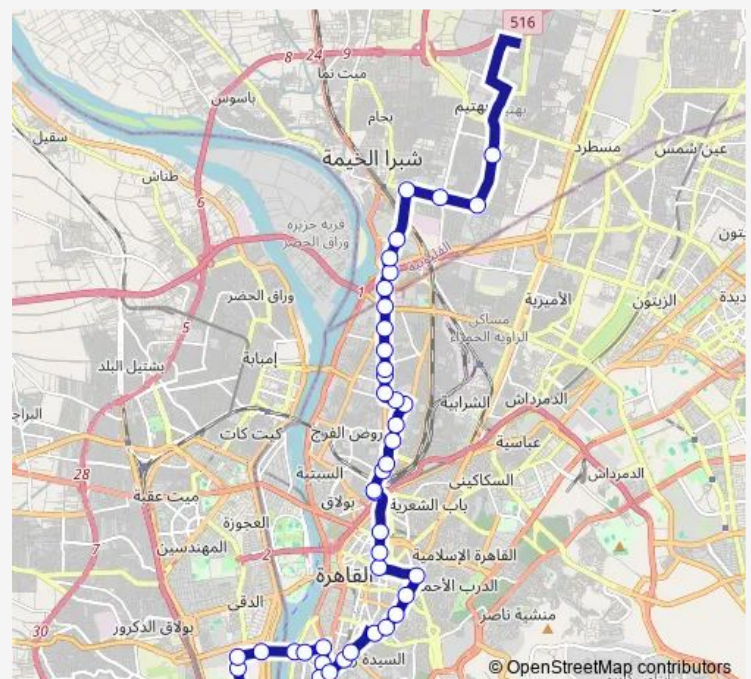 516
8
24
9
ميت نما
باسوس
بهتيم
بهتيم
بجام
سقيل
شبرا الخيمة
مسطرد
عين شمس
طناش
6
قرية جزيرة
وراق الحضر
القليوبية
1
وراق الحضر
الأميرية
الزيتون
5
مساكن
الزاوية الحمراء
إمبابة
بشتيل البلد
الشرابية
الدمرداش
كيت كات
روض الفرج
عباسية
28
السبتية
السكاكيني
الدمرداش
ميت عقبة
بولاق
باب الشعرية
العجوزة
7
المهندسين
2
القاهرة الإسلامية
القاهرة
الدرب الأحمر
الدقي
منشية ناصر
30
بولاق الدكرور
السيدة
© OpenStreetMap contributors